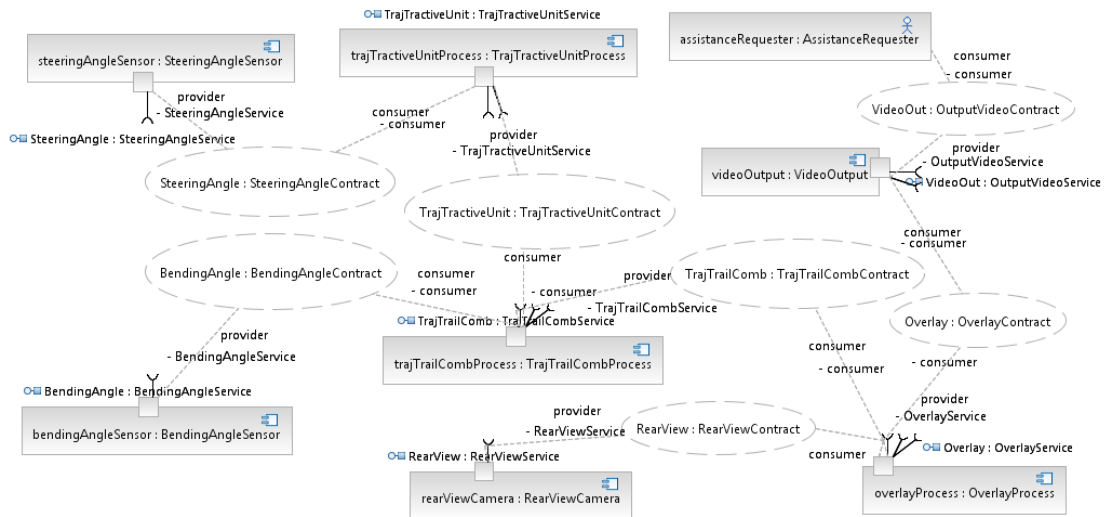 TrajTractiveUnit : TrajTractiveUnitService
steeringAngleSensor : SteeringAngleSensor
trajTractiveUnitProcess : TrajTractiveUnitProcess
assistanceRequester : AssistanceRequester
consumer
- consumer
provider
- SteeringAngleService
SteeringAngle : SteeringAngleService
consumer
- consumer
provider
- TrajTractiveUnitService
VideoOut : OutputVideoContract
provider
- OutputVideoService
videoOutput : VideoOutput
VideoOut : OutputVideoService
SteeringAngle : SteeringAngleContract
TrajTractiveUnit : TrajTractiveUnitContract
consumer
- consumer
BendingAngle : BendingAngleContract
consumer
- consumer
consumer
- consumer
provider
- TrajTrailCombService
TrajTrailComb : TrajTrailCombContract
TrajTrailComb : TrajTrailCombService
Overlay : OverlayContract
provider
- BendingAngleService
trajTrailCombProcess : TrajTrailCombProcess
consumer
- consumer
- consumer
BendingAngle : BendingAngleService
provider
- OverlayService
bendingAngleSensor : BendingAngleSensor
provider
- RearViewService
RearView : RearViewContract
RearView : RearViewService
consumer
Overlay : OverlayService
rearViewCamera : RearViewCamera
overlayProcess : OverlayProcess